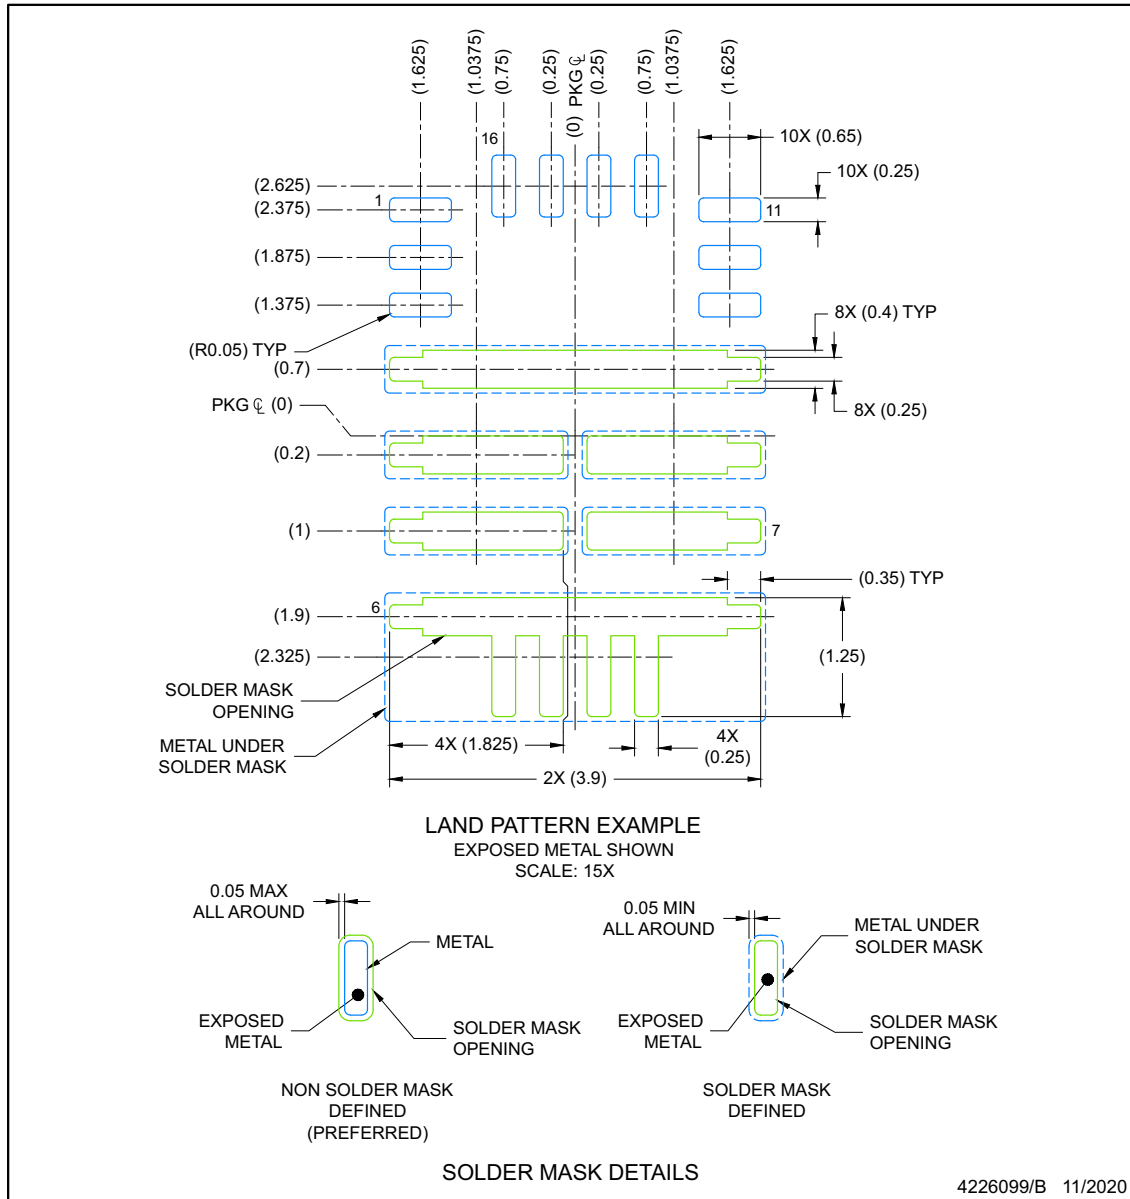 (1.625)
(1.0375)
(0.75)
(0.25)
(0) PKG ℄
(0.25)
(0.75)
(1.0375)
(1.625)
16
10X (0.65)
10X (0.25)
(2.625)
(2.375)
1
11
(1.875)
(1.375)
8X (0.4) TYP
(R0.05) TYP
(0.7)
8X (0.25)
PKG ℄ (0)
(0.2)
(1)
7
(0.35) TYP
(1.9)
6
(2.325)
(1.25)
SOLDER MASK
OPENING
METAL UNDER
SOLDER MASK
4X (1.825)
4X
(0.25)
2X (3.9)
LAND PATTERN EXAMPLE
EXPOSED METAL SHOWN
SCALE: 15X
0.05 MAX
ALL AROUND
METAL
EXPOSED
METAL
SOLDER MASK
OPENING
NON SOLDER MASK
DEFINED
(PREFERRED)
0.05 MIN
ALL AROUND
METAL UNDER
SOLDER MASK
EXPOSED
METAL
SOLDER MASK
OPENING
SOLDER MASK
DEFINED
SOLDER MASK DETAILS
4226099/B 11/2020